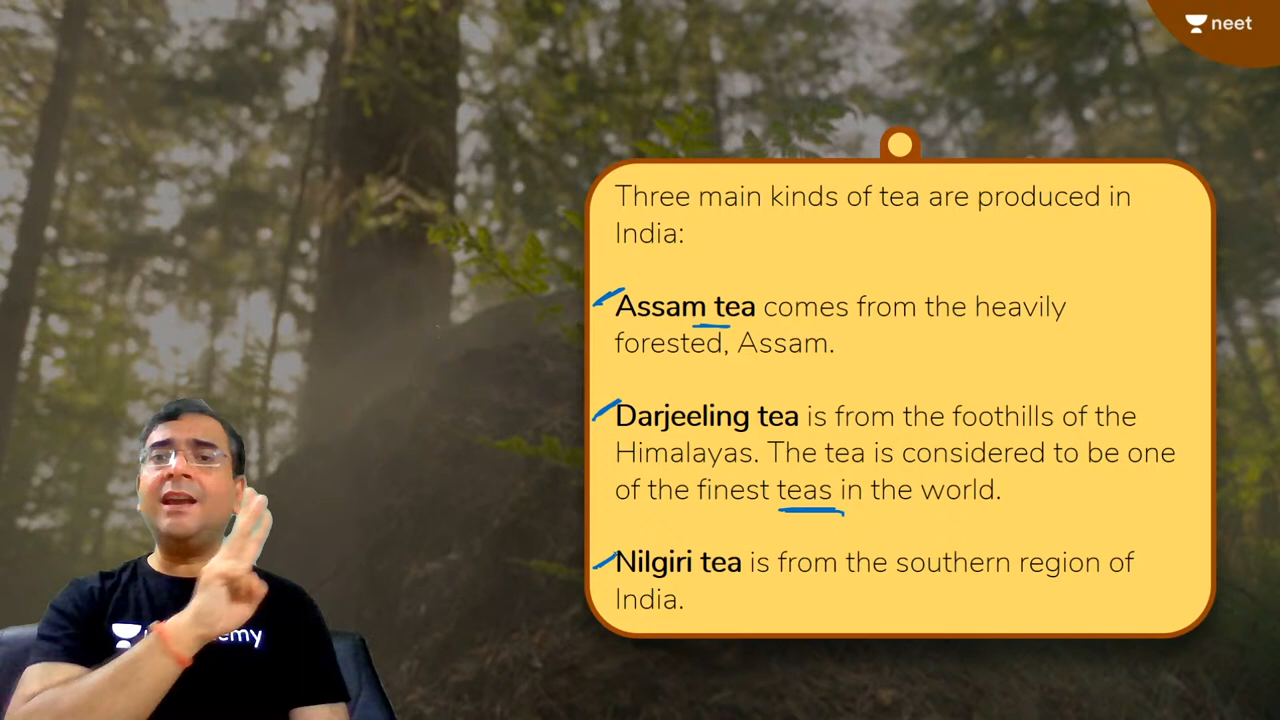 neet
Three main kinds of tea are produced in
India:
Assam tea comes from the heavily
forested, Assam.
Darjeeling tea is from the foothills of the
Himalayas. The tea is considered to be one
of the finest teas in the world.
Nilgiri tea is from the southern region of
India.